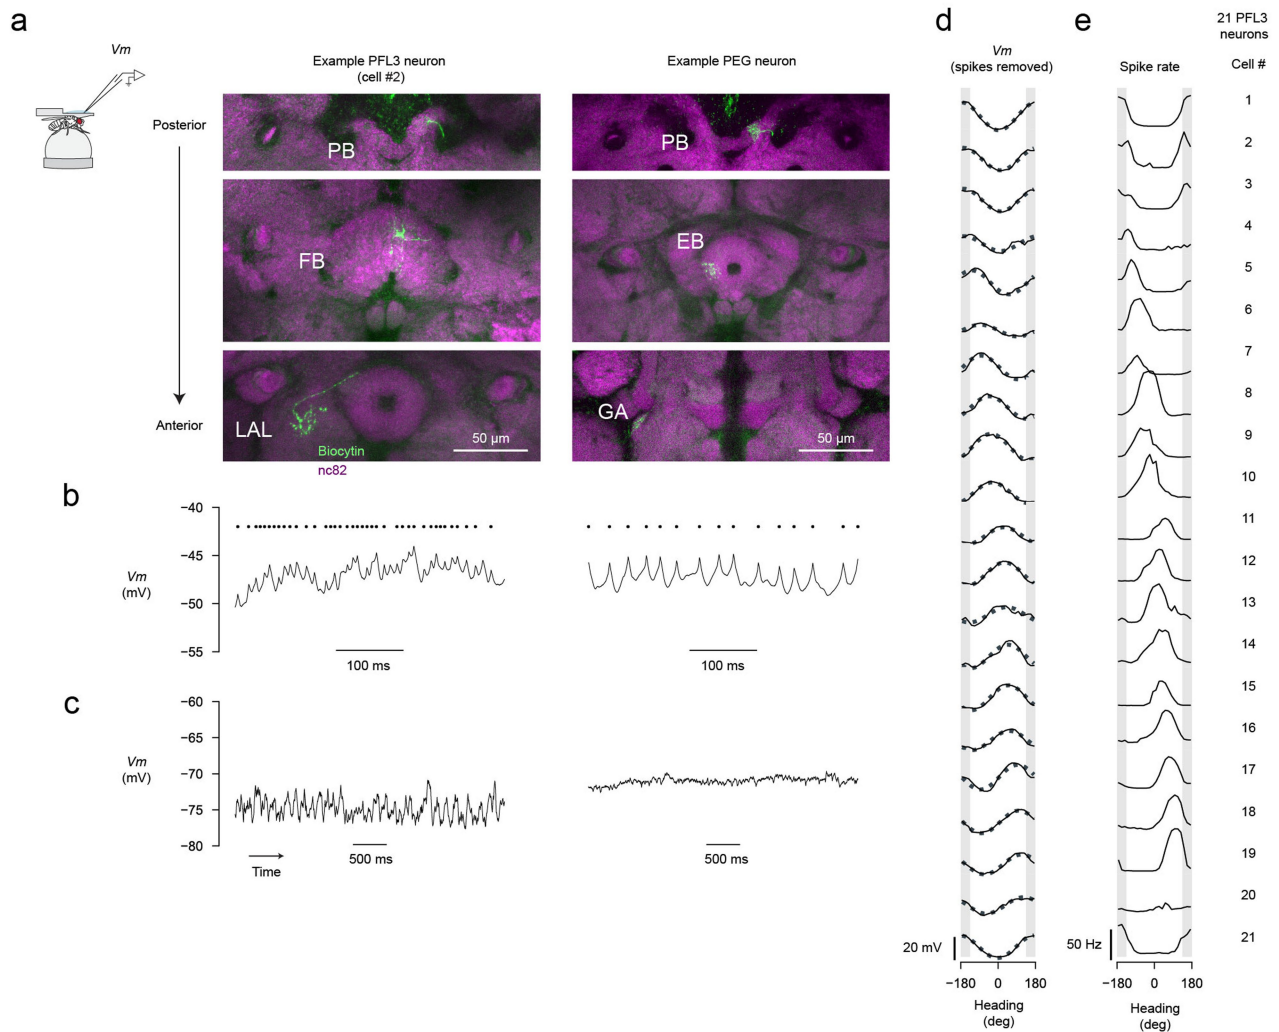 a
Vm
Example PFL3 neuron
(cell #2)
Example PEG neuron
Posterior
Anterior
PB
PB
FB
EB
LAL
GA
Biocytin
nc82
50 µm
50 µm
b
−40
−45
−50
−55
Vm
(mV)
100 ms
100 ms
c
−60
−65
−70
−75
−80
Vm
(mV)
Time
500 ms
500 ms
d
Vm
(spikes removed)
20 mV
−180
0
180
Heading
(deg)
e
Spike rate
50 Hz
−180
0
180
Heading
(deg)
21 PFL3
neurons
Cell #
1
2
3
4
5
6
7
8
9
10
11
12
13
14
15
16
17
18
19
20
21